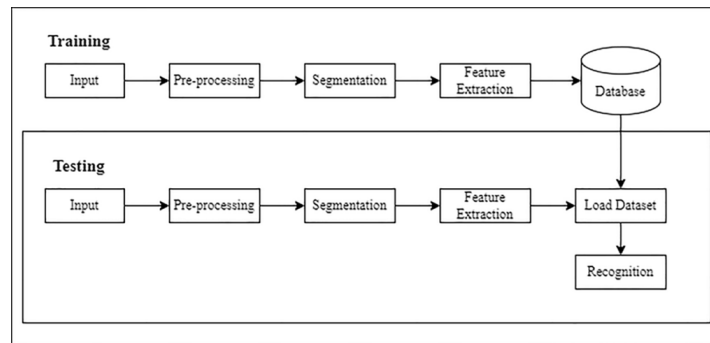 Training
Input
Pre-processing
Segmentation
Feature
Extraction
Database
Testing
Input
Pre-processing
Segmentation
Feature
Extraction
Load Dataset
Recognition